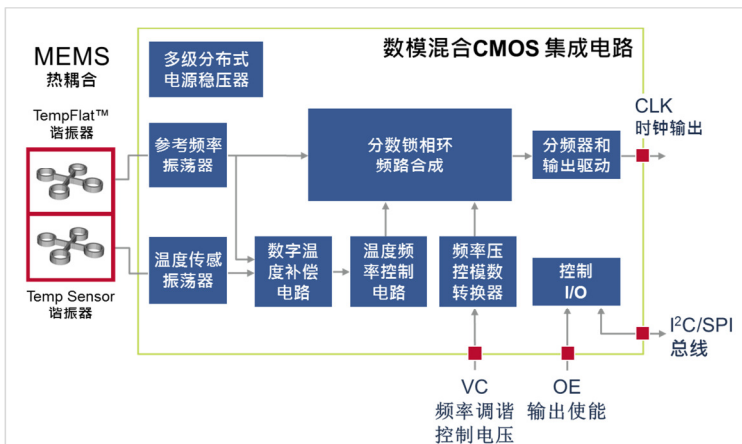 数模混合CMOS 集成电路
MEMS
热耦合
TempFlat™
谐振器
Temp Sensor
谐振器
多级分布式
电源稳压器
参考频率
振荡器
分数锁相环
频路合成
分频器和
输出驱动
CLK
时钟输出
温度传感
振荡器
数字温
度补偿
电路
温度频
率控制
电路
频率压
控模数
转换器
控制
I/O
I²C/SPI
总线
VC
频率调谐
控制电压
OE
输出使能